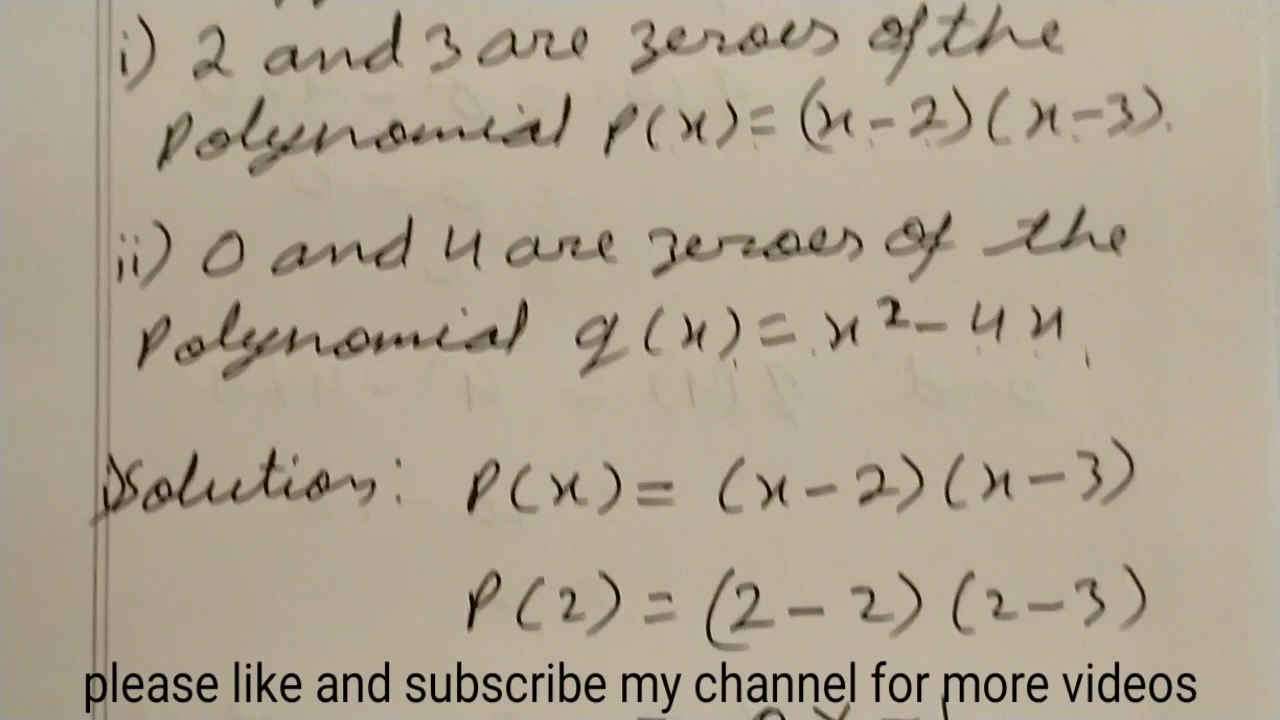 i) 2 and 3 are zeroes of the
polynomial p(x)= (x-2)(x-3).
ii) 0 and 4 are zeroes of the
polynomial q(x)= x²-4x.
Solution: P(x)= (x-2)(x-3)
P(2)= (2-2)(2-3)
please like and subscribe my channel for more videos